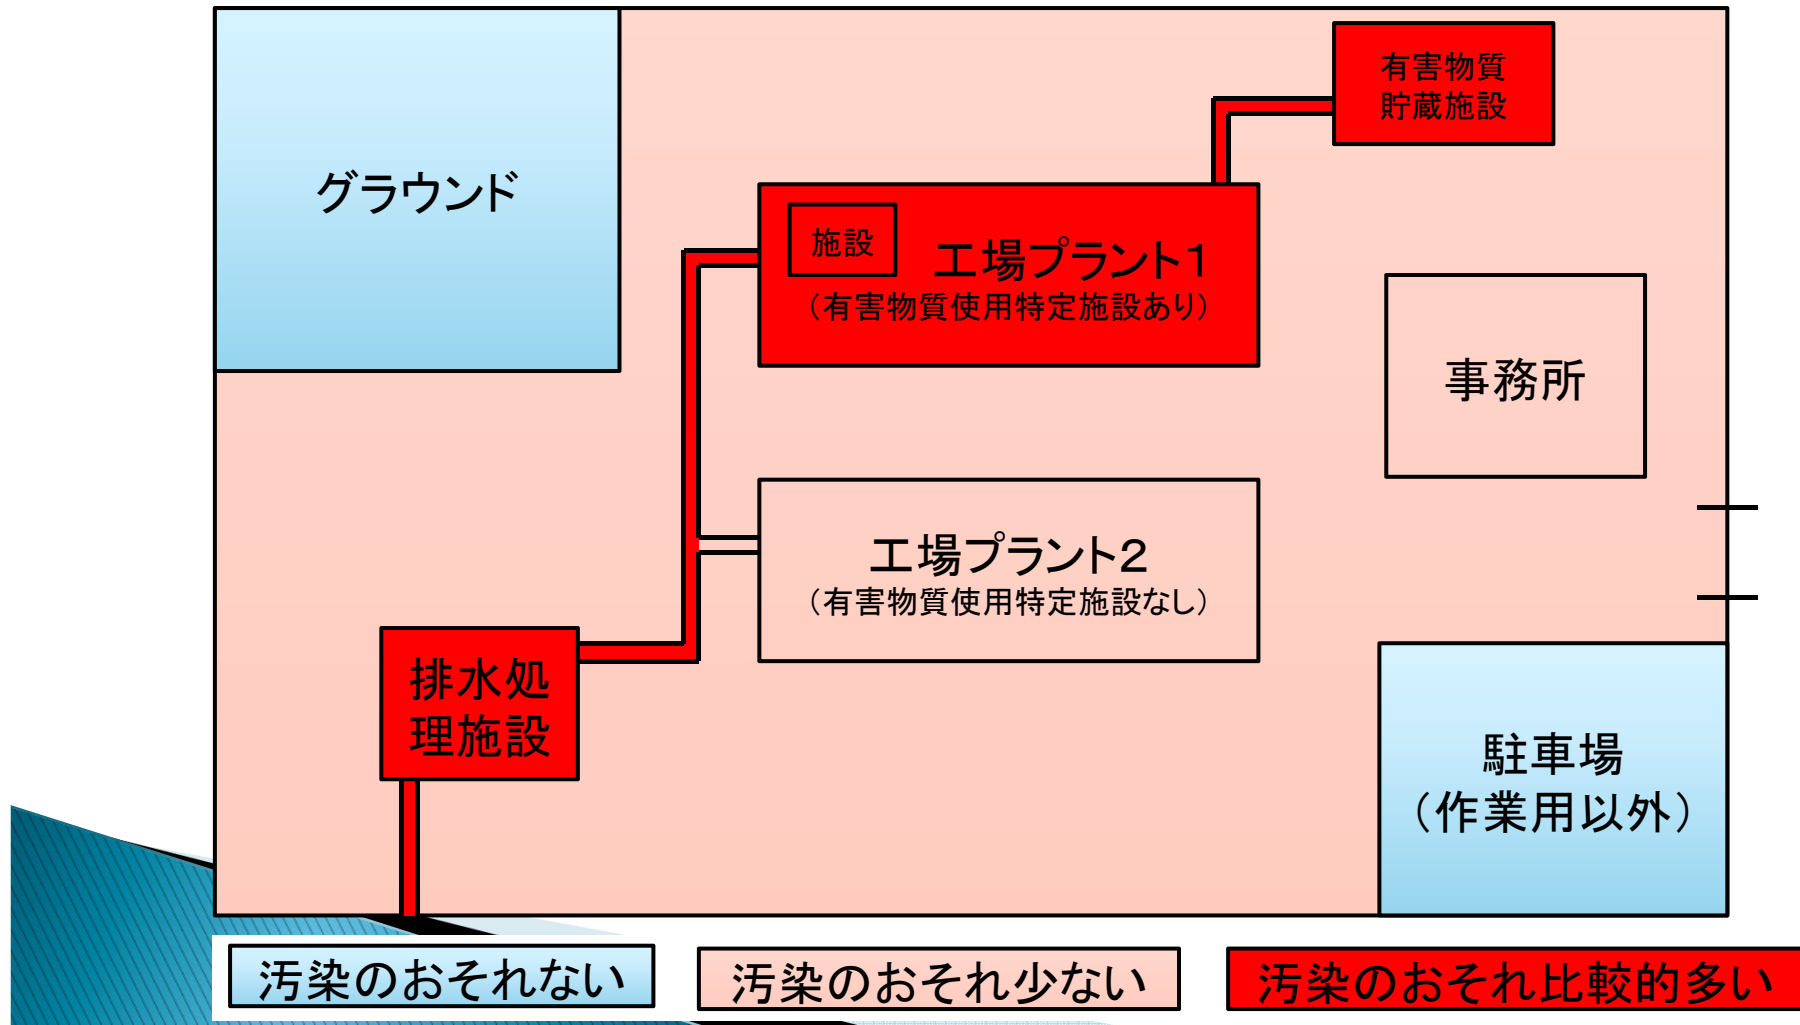 有害物質
貯蔵施設
グラウンド
施設
工場プラント1
（有害物質使用特定施設あり）
事務所
工場プラント2
（有害物質使用特定施設なし）
排水処
理施設
駐車場
（作業用以外）
汚染のおそれない
汚染のおそれ少ない
汚染のおそれ比較的多い